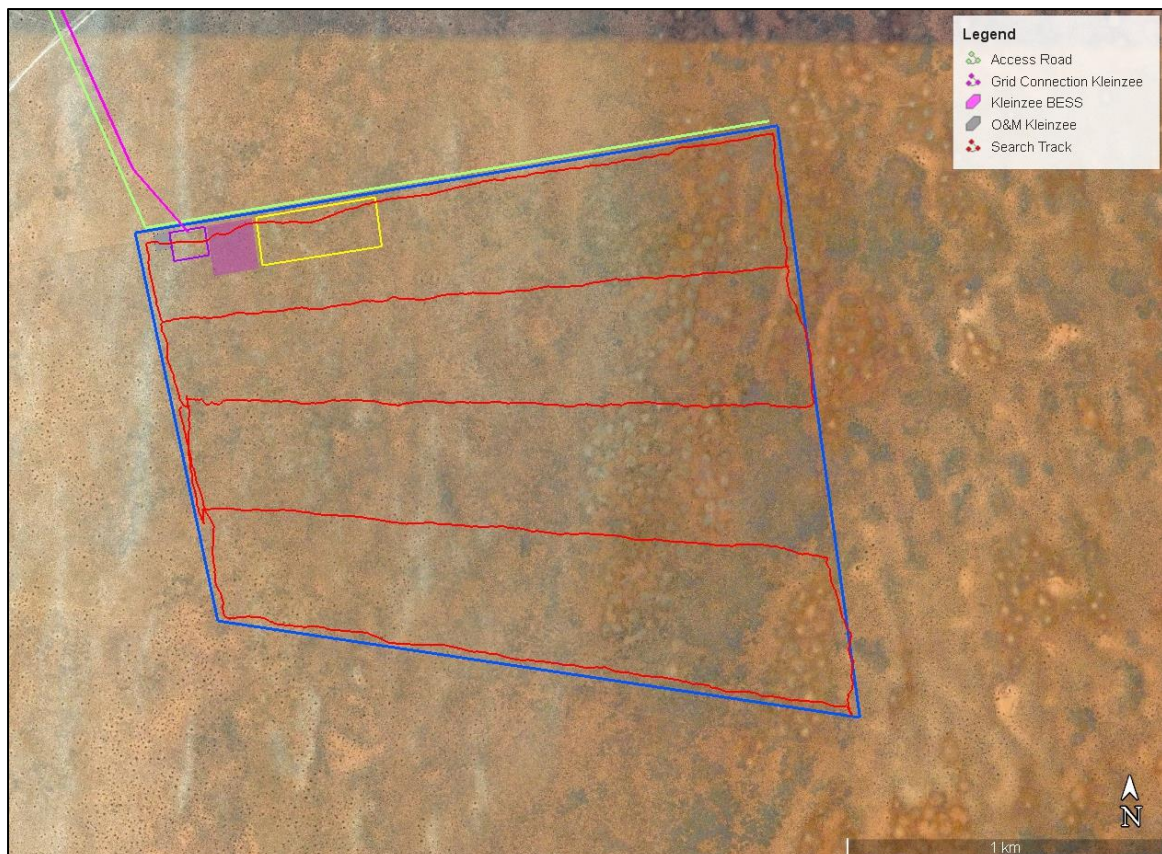 Legend
Access Road
Grid Connection Kleinzee
Kleinzee BESS
O&M Kleinzee
Search Track
N
1 km